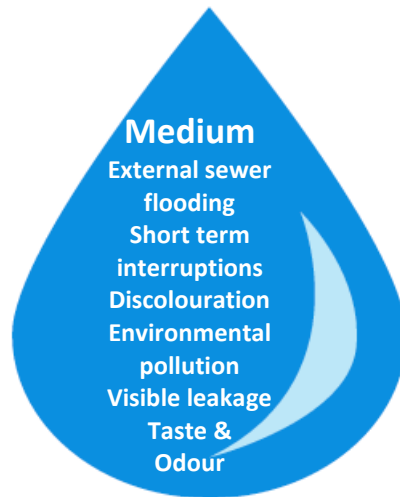 Medium
External sewer
flooding
Short term
interruptions
Discolouration
Environmental
pollution
Visible leakage
Taste &
Odour